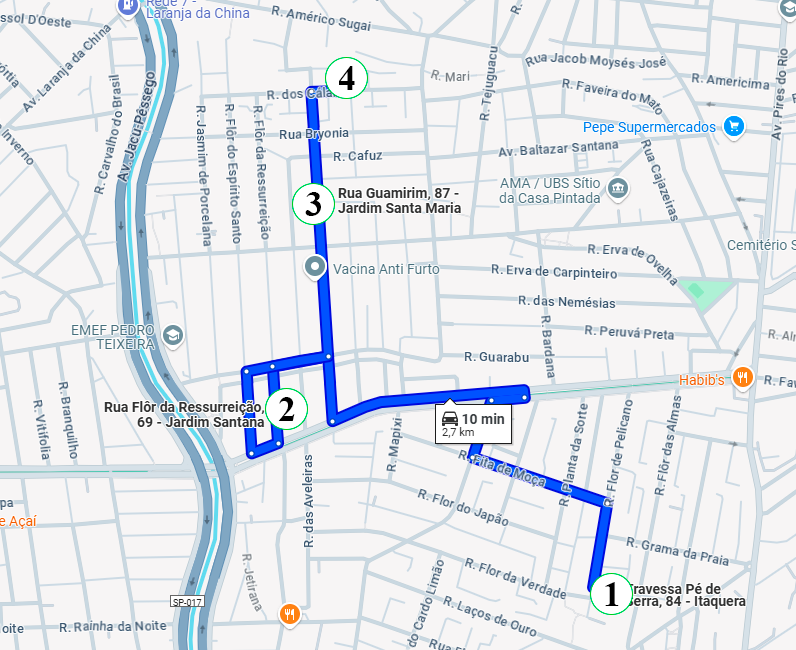 Rede 7 -
Laranja da China
ssol D'Oeste
R. Américo Sugai
Av. Laranja da China
R. Carvalho do Brasil
Av. Jacu-Pêssego
Inverno
R. Mari
R. Tejuguacu
Rua Jacob Moysés José
R. Americima
Av. Pires do Rio
R. Faveira do Mato
Pepe Supermercados
Av. Baltazar Santana
Rua Cajazeiras
AMA / UBS Sítio
da Casa Pintada
4
R. dos
Rua Bryonia
R. Cafuz
R. Jasmim de Porcelana
R. Flôr do Espírito Santo
R. Flôr da Ressurreição
3
Rua Guamirim, 87 -
Jardim Santa Maria
Vacina Anti Furto
Cemitério S
R. Erva de Ovelha
R. Erva de Carpinteiro
R. das Nemésias
R. Peruvá Preta
R. Bardana
EMEF PEDRO
TEIXEIRA
R. Guarabu
Habib's
R. Vitifolia
R. Branquilho
Rua Flôr da Ressurreição,
69 - Jardim Santana
2
10 min
2,7 km
R. Mapixi
R. Fita de Moça
R. Planta da Sorte
R. Flor de Pelicano
R. Flôr das Almas
R. das Aveleiras
R. Flor do Japão
e Açaí
R. Grama da Praia
R. Flor da Verdade
R. Jetirana
1
Travessa Pé de
Serra, 84 - Itaquera
SP-017
R. Laços de Ouro
do Cardo Limão
R. Rainha da Noite
oite